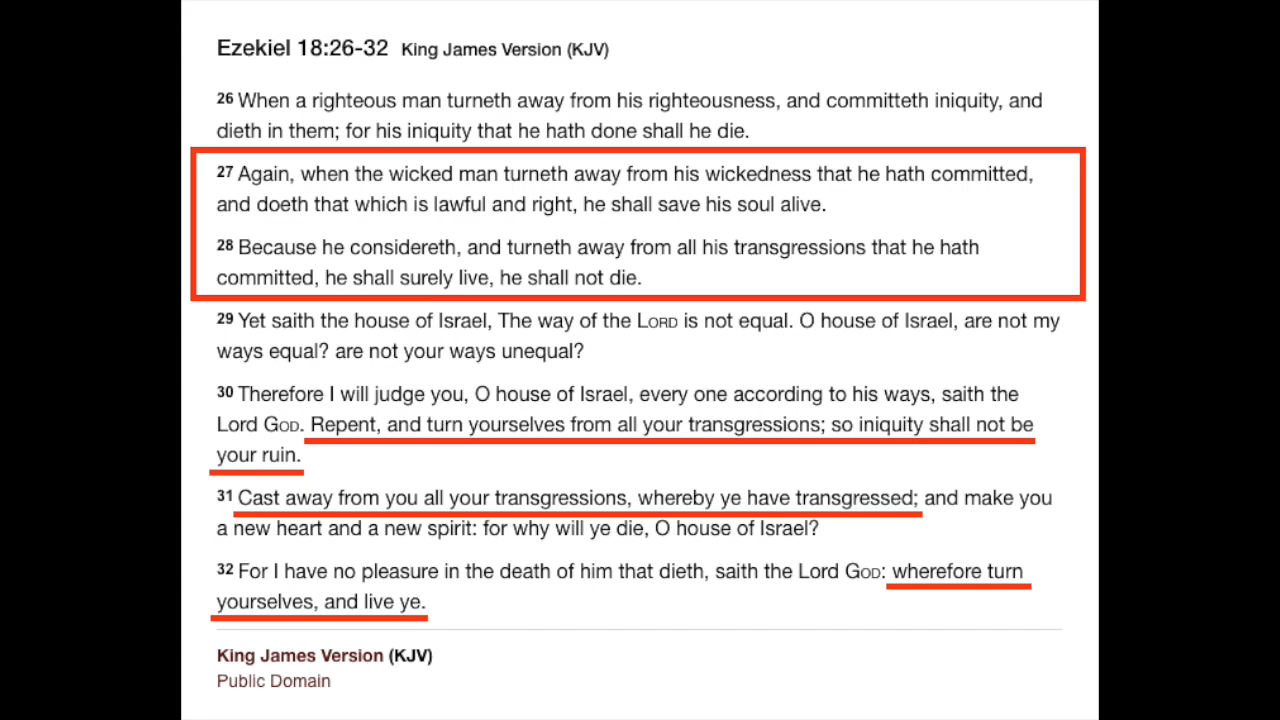 Ezekiel 18:26-32 King James Version (KJV)
26 When a righteous man turneth away from his righteousness, and committeth iniquity, and
dieth in them; for his iniquity that he hath done shall he die.
27 Again, when the wicked man turneth away from his wickedness that he hath committed,
and doeth that which is lawful and right, he shall save his soul alive.
28 Because he considereth, and turneth away from all his transgressions that he hath
committed, he shall surely live, he shall not die.
29 Yet saith the house of Israel, The way of the LORD is not equal. O house of Israel, are not my
ways equal? are not your ways unequal?
30 Therefore I will judge you, O house of Israel, every one according to his ways, saith the
Lord GOD. Repent, and turn yourselves from all your transgressions; so iniquity shall not be
your ruin.
31 Cast away from you all your transgressions, whereby ye have transgressed; and make you
a new heart and a new spirit: for why will ye die, O house of Israel?
32 For I have no pleasure in the death of him that dieth, saith the Lord GOD: wherefore turn
yourselves, and live ye.
King James Version (KJV)
Public Domain